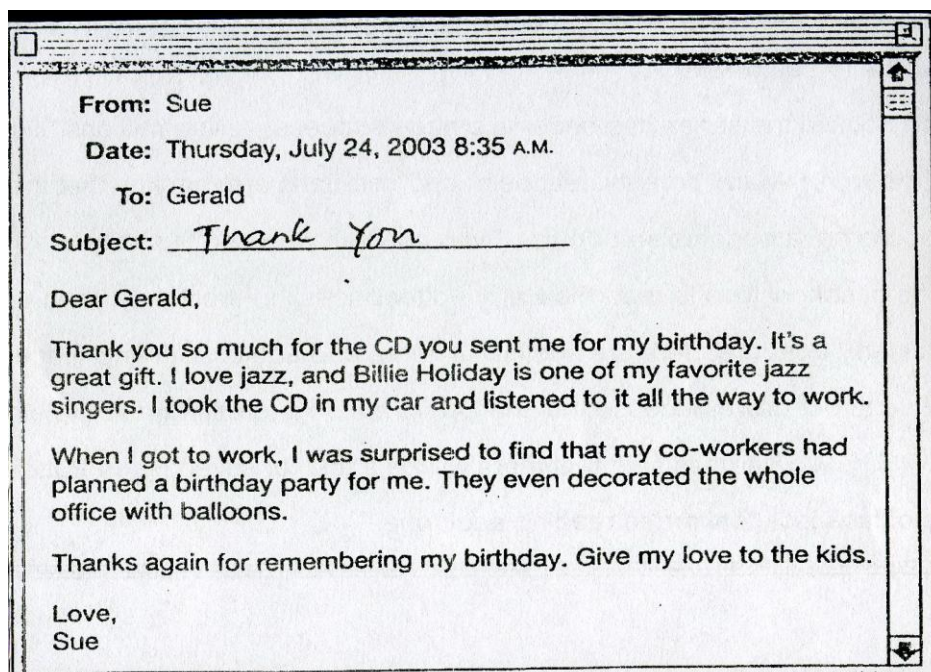 From: Sue
Date: Thursday, July 24, 2003 8:35 A.M.
To: Gerald
Subject: Thank You
Dear Gerald,
Thank you so much for the CD you sent me for my birthday. It's a
great gift. I love jazz, and Billie Holiday is one of my favorite jazz
singers. I took the CD in my car and listened to it all the way to work.
When I got to work, I was surprised to find that my co-workers had
planned a birthday party for me. They even decorated the whole
office with balloons.
Thanks again for remembering my birthday. Give my love to the kids.
Love,
Sue